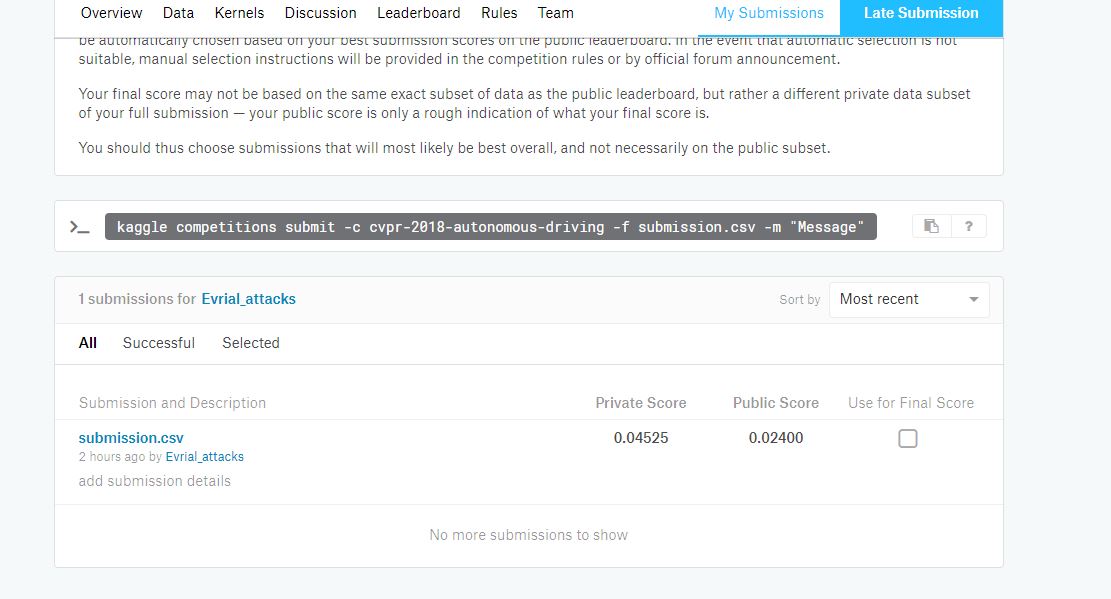 Overview Data Kernels Discussion Leaderboard Rules Team My Submissions Late Submission
be automatically chosen based on your best submission scores on the public leaderboard. In the event that automatic selection is not
suitable, manual selection instructions will be provided in the competition rules or by official forum announcement.
Your final score may not be based on the same exact subset of data as the public leaderboard, but rather a different private data subset
of your full submission — your public score is only a rough indication of what your final score is.
You should thus choose submissions that will most likely be best overall, and not necessarily on the public subset.
>_ kaggle competitions submit -c cvpr-2018-autonomous-driving -f submission.csv -m "Message" ?
1 submissions for Evrial_attacks Sort by Most recent
All Successful Selected
Submission and Description Private Score Public Score Use for Final Score
submission.csv 0.04525 0.02400
2 hours ago by Evrial_attacks
add submission details
No more submissions to show